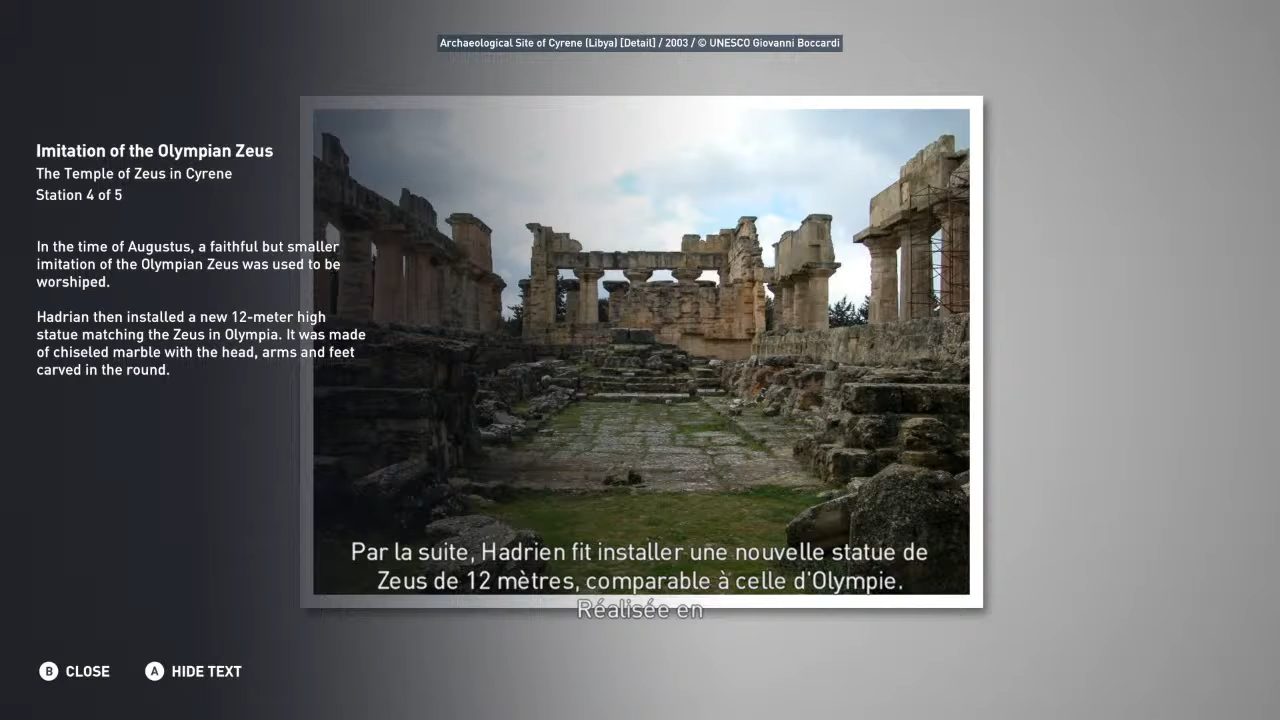 Archaeological Site of Cyrene (Libya) [Detail] / 2003 / © UNESCO Giovanni Boccardi
Imitation of the Olympian Zeus
The Temple of Zeus in Cyrene
Station 4 of 5
In the time of Augustus, a faithful but smaller
imitation of the Olympian Zeus was used to be
worshiped.
Hadrian then installed a new 12-meter high
statue matching the Zeus in Olympia. It was made
of chiseled marble with the head, arms and feet
carved in the round.
Par la suite, Hadrien fit installer une nouvelle statue de
Zeus de 12 mètres, comparable à celle d'Olympie.
Réalisée en
B CLOSE A HIDE TEXT